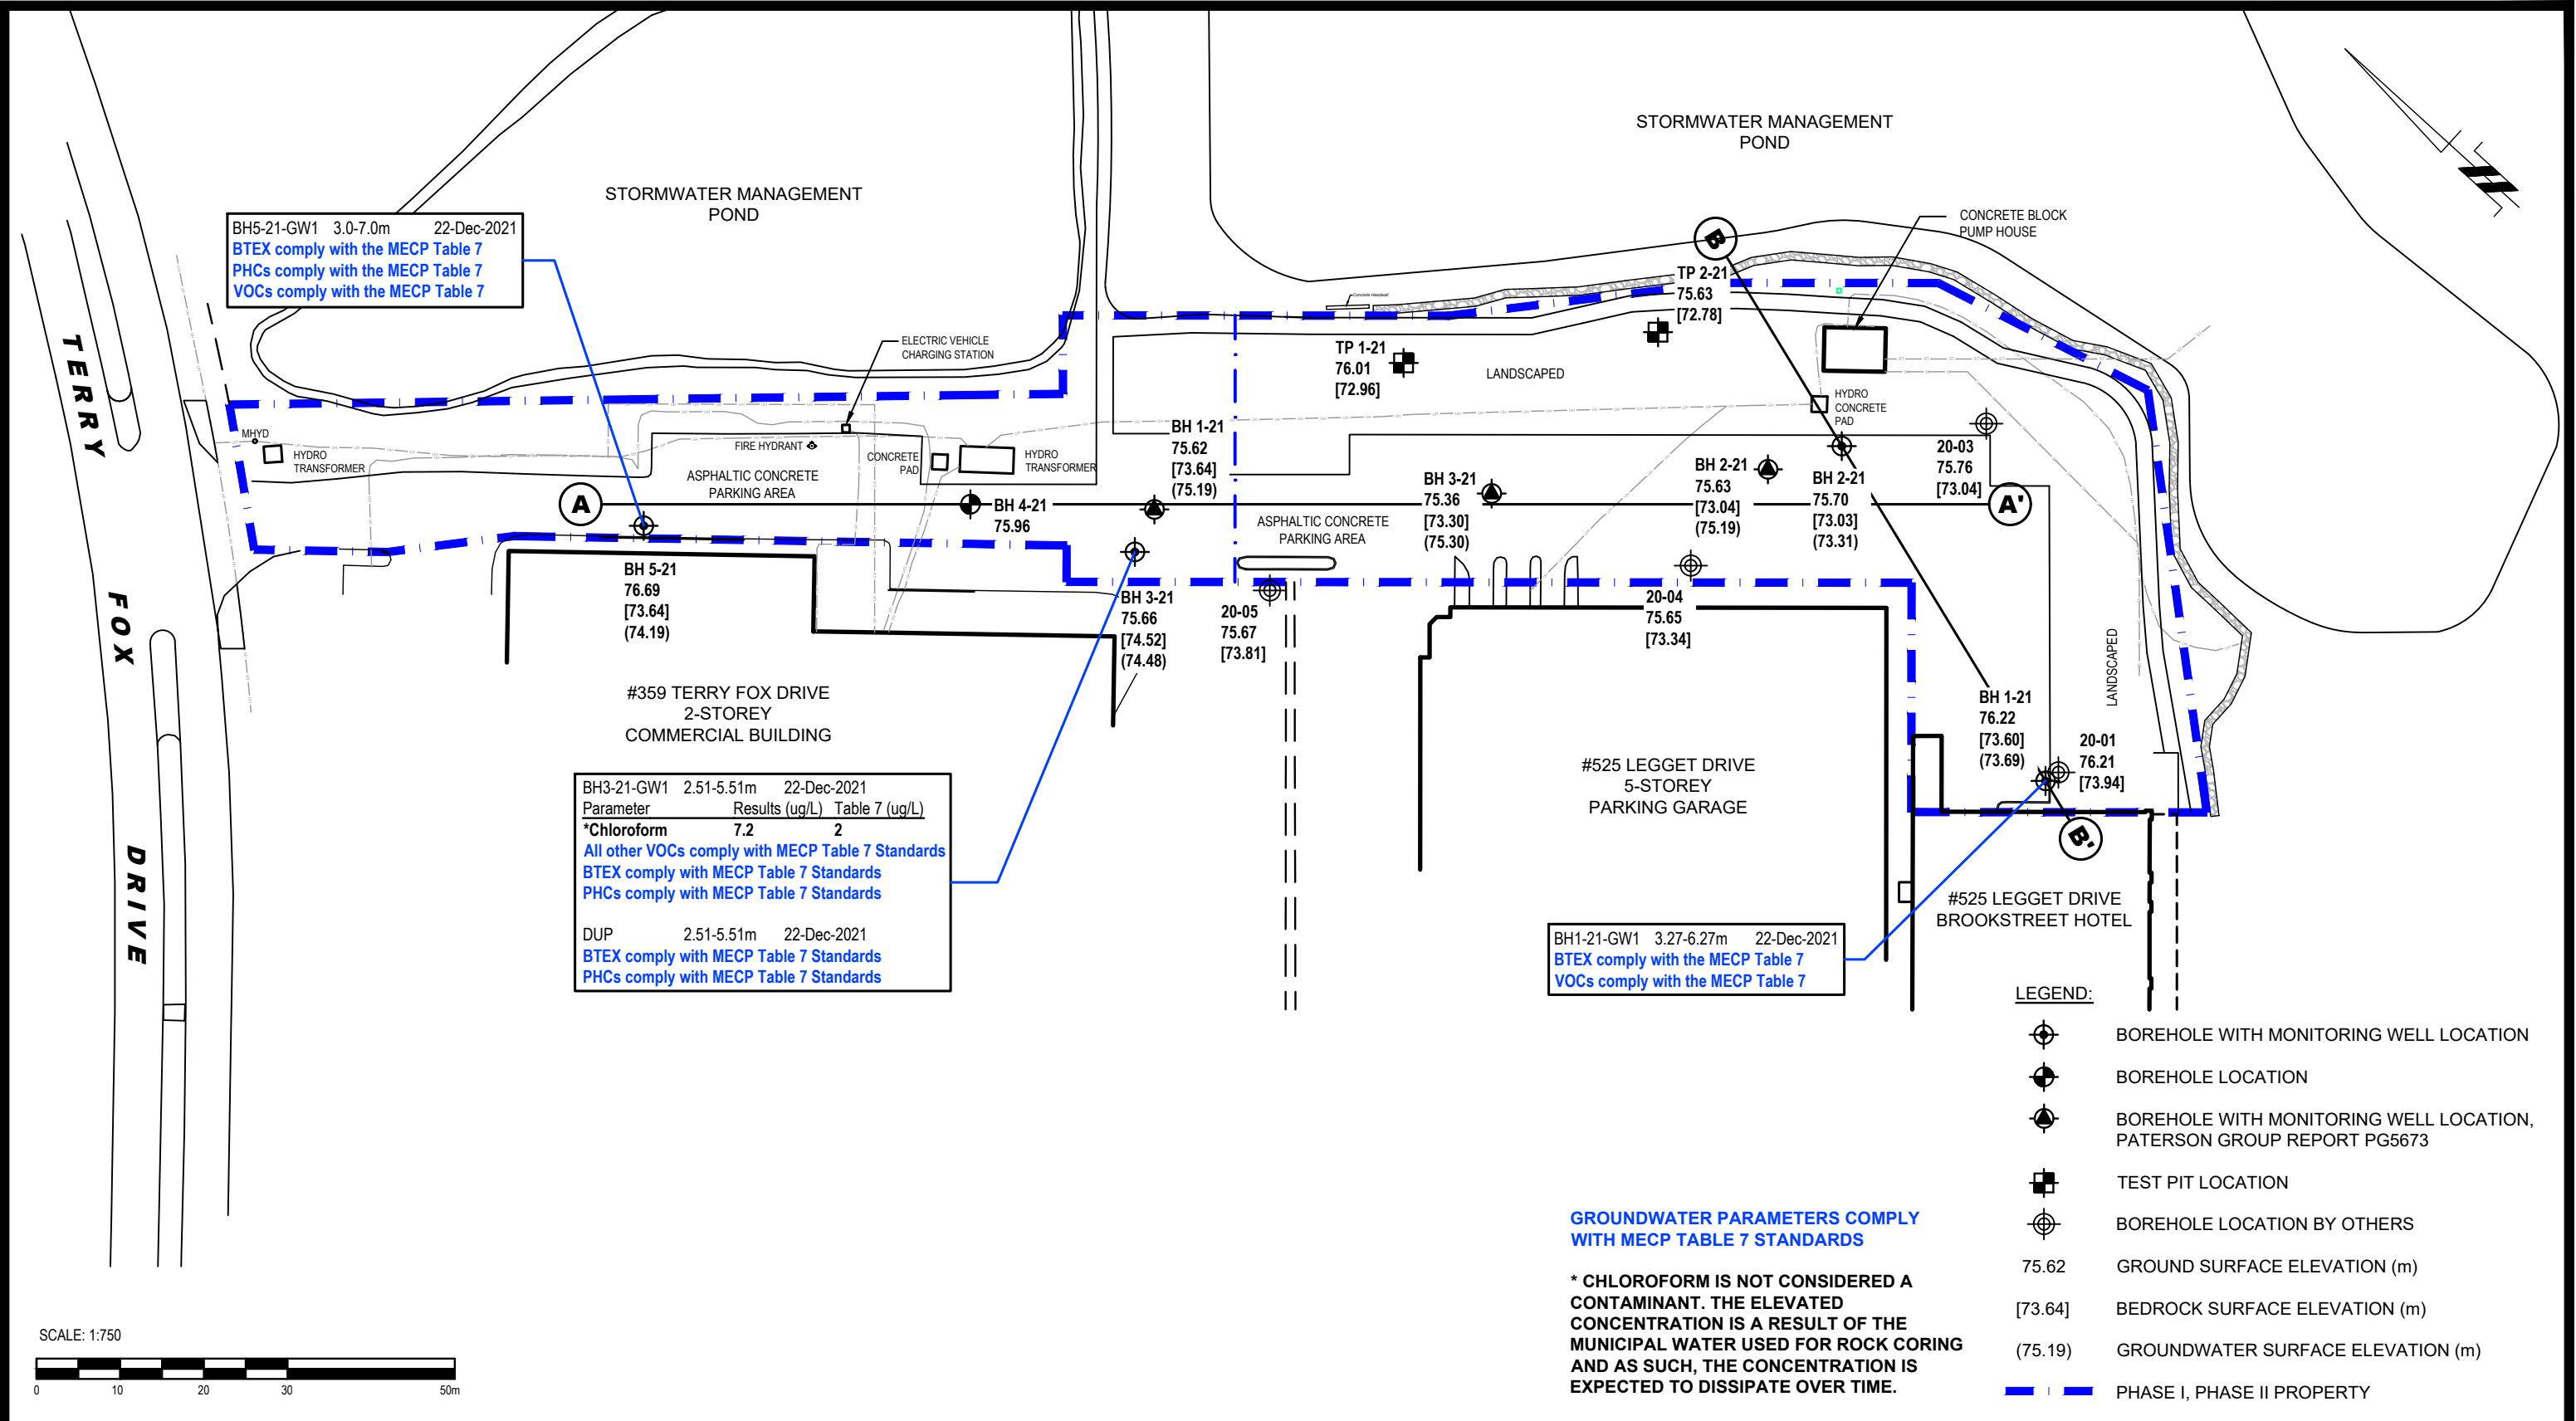 STORMWATER MANAGEMENT
POND
STORMWATER MANAGEMENT
POND
CONCRETE BLOCK
PUMP HOUSE
BH5-21-GW1 3.0-7.0m 22-Dec-2021
BTEX comply with the MECP Table 7
PHCs comply with the MECP Table 7
VOCs comply with the MECP Table 7
B
TP 2-21
75.63
[72.78]
Concrete Headwall
ELECTRIC VEHICLE
CHARGING STATION
TP 1-21
76.01
[72.96]
LANDSCAPED
HYDRO
CONCRETE
PAD
MHYD
HYDRO
TRANSFORMER
FIRE HYDRANT
CONCRETE
PAD
HYDRO
TRANSFORMER
ASPHALTIC CONCRETE
PARKING AREA
BH 1-21
75.62
[73.64]
(75.19)
20-03
75.76
[73.04]
BH 3-21
75.36
[73.30]
(75.30)
BH 2-21
75.63
[73.04]
(75.19)
BH 2-21
75.70
[73.03]
(73.31)
A
BH 4-21
75.96
ASPHALTIC CONCRETE
PARKING AREA
A'
BH 5-21
76.69
[73.64]
(74.19)
BH 3-21
75.66
[74.52]
(74.48)
20-05
75.67
[73.81]
20-04
75.65
[73.34]
LANDSCAPED
BH 1-21
76.22
[73.60]
(73.69)
20-01
76.21
[73.94]
B'
TERRY
FOX
DRIVE
#359 TERRY FOX DRIVE
2-STOREY
COMMERCIAL BUILDING
#525 LEGGET DRIVE
5-STOREY
PARKING GARAGE
#525 LEGGET DRIVE
BROOKSTREET HOTEL
BH3-21-GW1 2.51-5.51m 22-Dec-2021
Parameter Results (ug/L) Table 7 (ug/L)
*Chloroform 7.2 2
All other VOCs comply with MECP Table 7 Standards
BTEX comply with MECP Table 7 Standards
PHCs comply with MECP Table 7 Standards
DUP 2.51-5.51m 22-Dec-2021
BTEX comply with MECP Table 7 Standards
PHCs comply with MECP Table 7 Standards
BH1-21-GW1 3.27-6.27m 22-Dec-2021
BTEX comply with the MECP Table 7
VOCs comply with the MECP Table 7
LEGEND:
BOREHOLE WITH MONITORING WELL LOCATION
BOREHOLE LOCATION
BOREHOLE WITH MONITORING WELL LOCATION,
PATERSON GROUP REPORT PG5673
TEST PIT LOCATION
BOREHOLE LOCATION BY OTHERS
75.62 GROUND SURFACE ELEVATION (m)
[73.64] BEDROCK SURFACE ELEVATION (m)
(75.19) GROUNDWATER SURFACE ELEVATION (m)
PHASE I, PHASE II PROPERTY
GROUNDWATER PARAMETERS COMPLY
WITH MECP TABLE 7 STANDARDS
* CHLOROFORM IS NOT CONSIDERED A
CONTAMINANT. THE ELEVATED
CONCENTRATION IS A RESULT OF THE
MUNICIPAL WATER USED FOR ROCK CORING
AND AS SUCH, THE CONCENTRATION IS
EXPECTED TO DISSIPATE OVER TIME.
SCALE: 1:750
0 10 20 30 50m